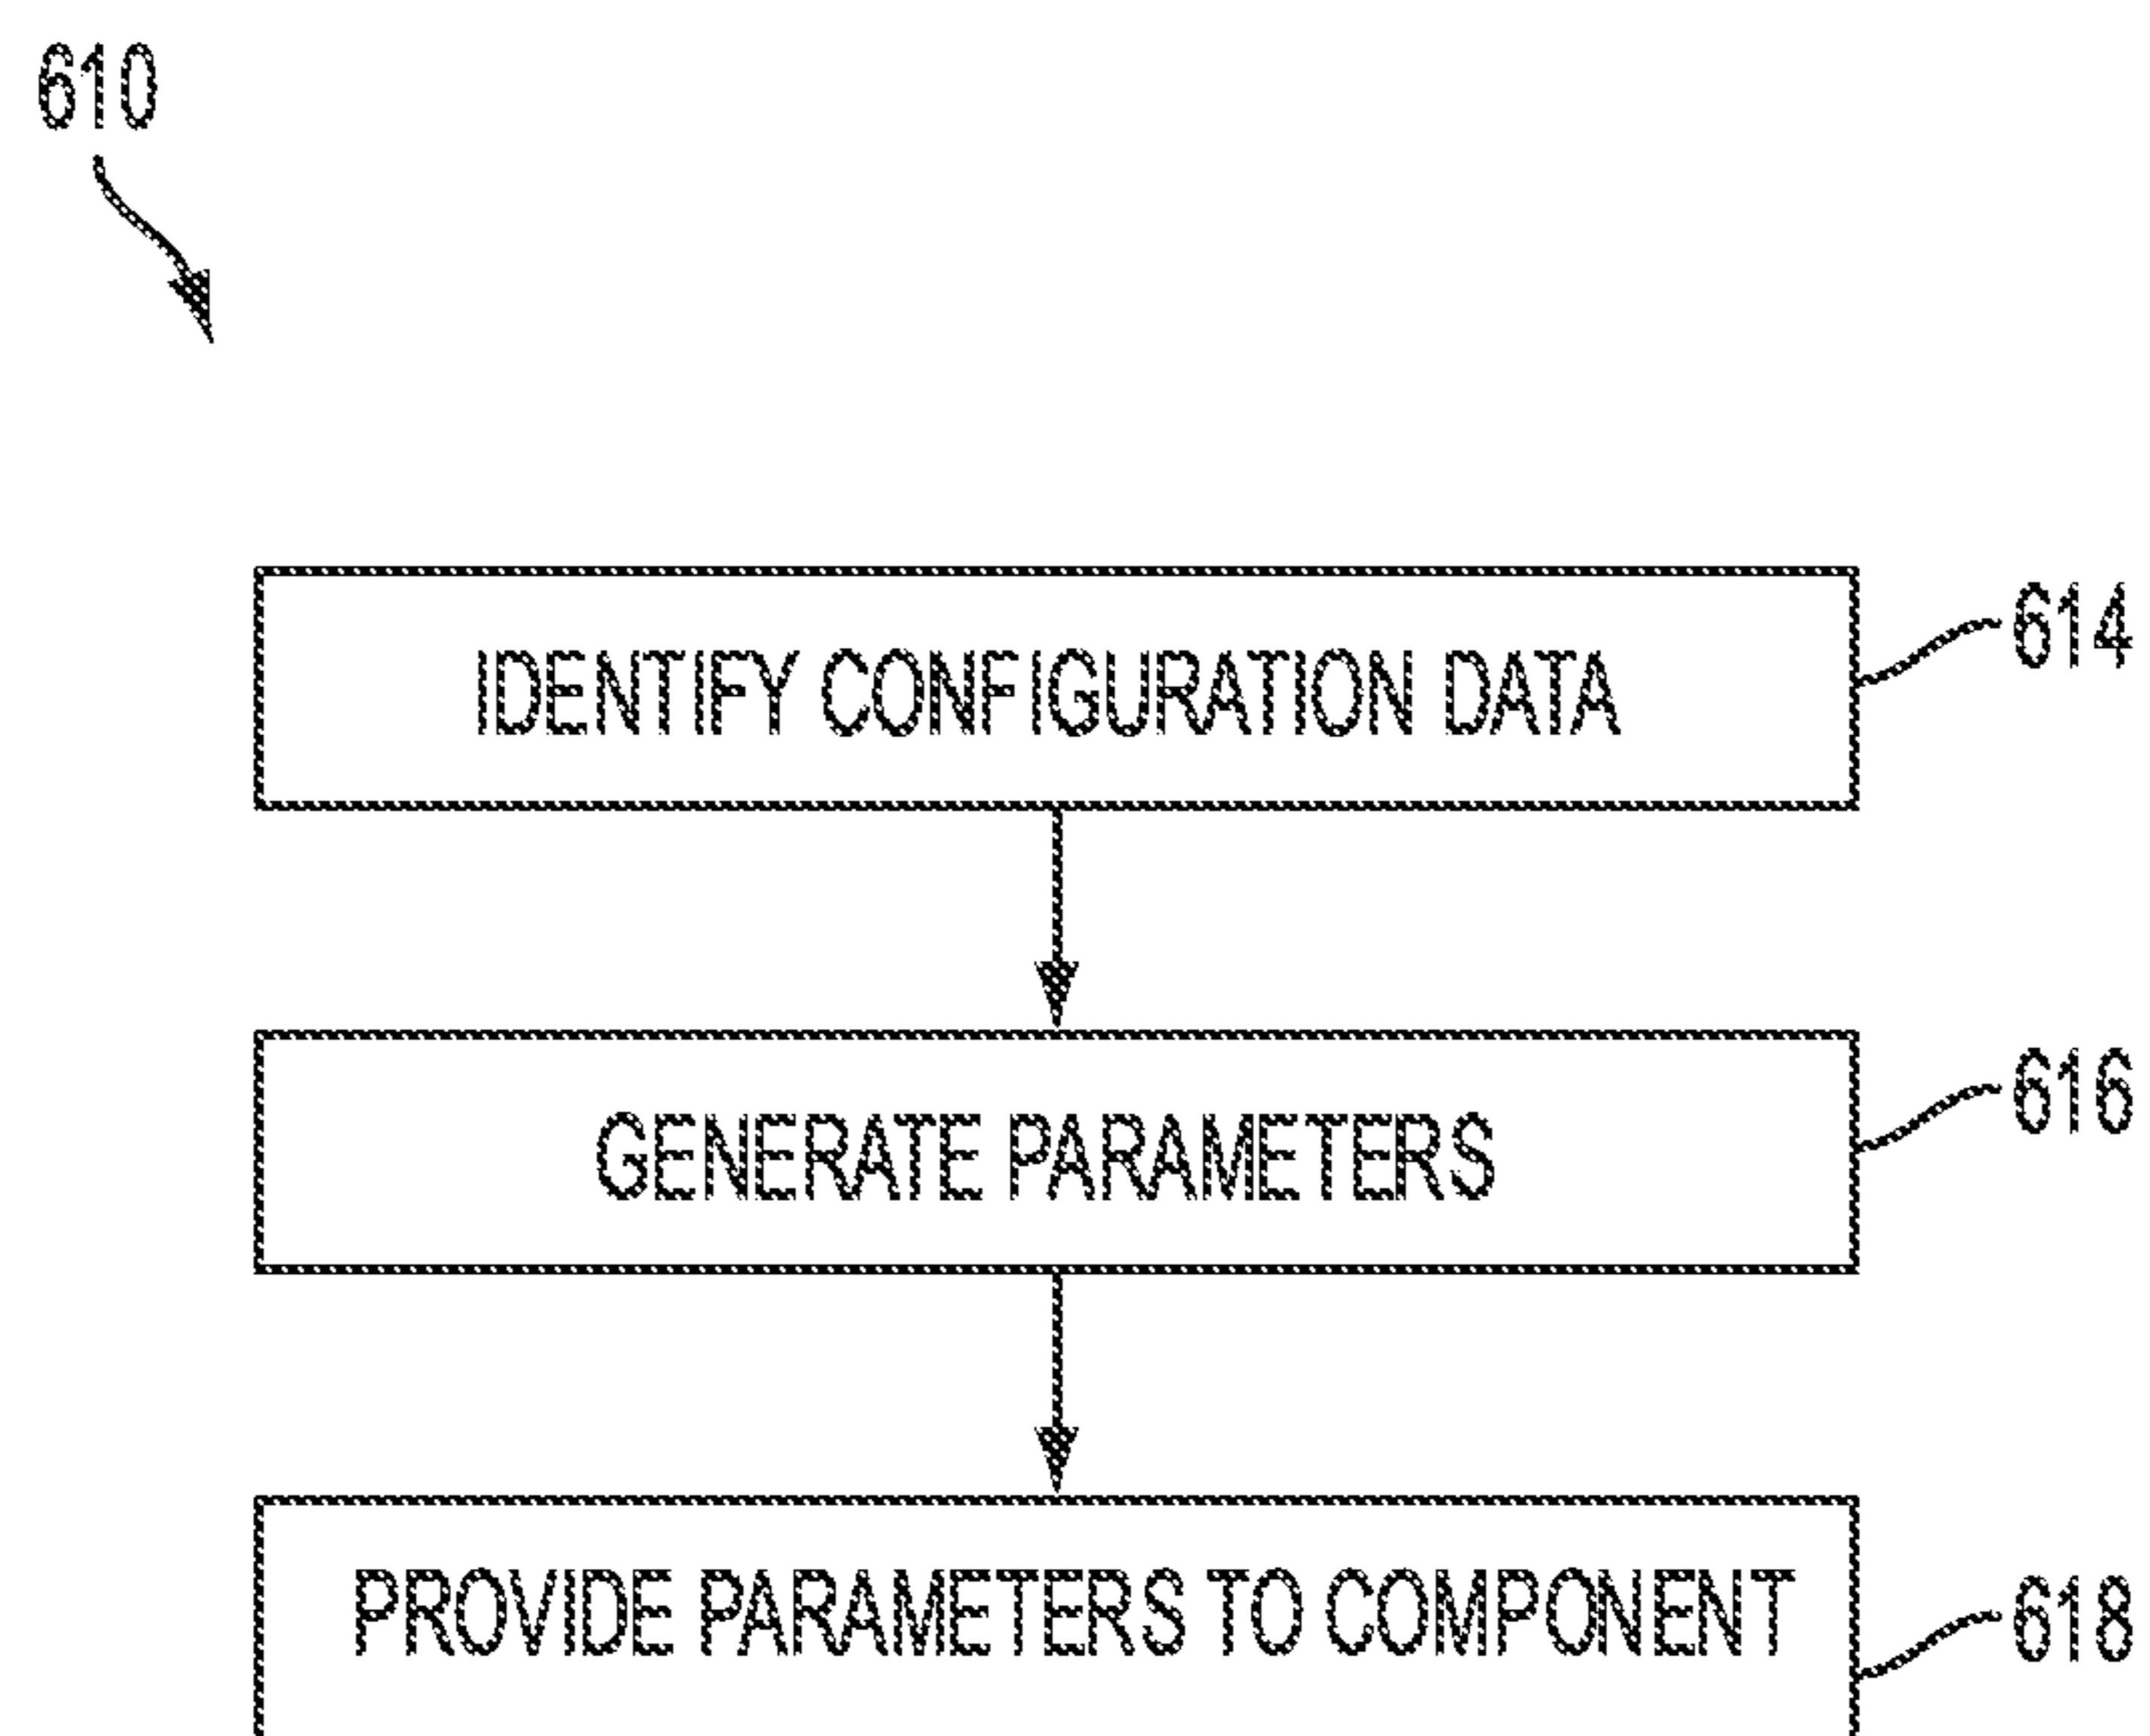 610
IDENTIFY CONFIGURATION DATA
614
GENERATE PARAMETERS
616
PROVIDE PARAMETERS TO COMPONENT
618